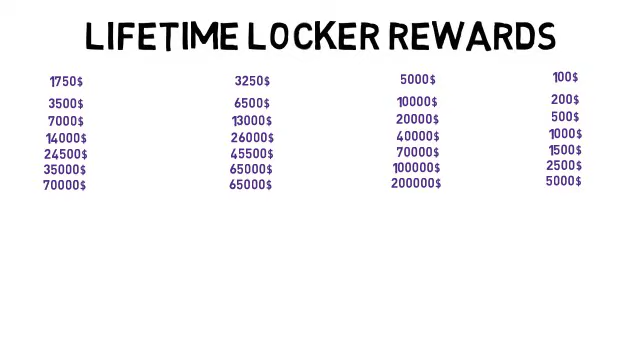 LIFETIME LOCKER REWARDS
1750$ 3250$ 5000$ 100$
3500$ 6500$ 10000$ 200$
7000$ 13000$ 20000$ 500$
14000$ 26000$ 40000$ 1000$
24500$ 45500$ 70000$ 1500$
35000$ 65000$ 100000$ 2500$
70000$ 65000$ 200000$ 5000$